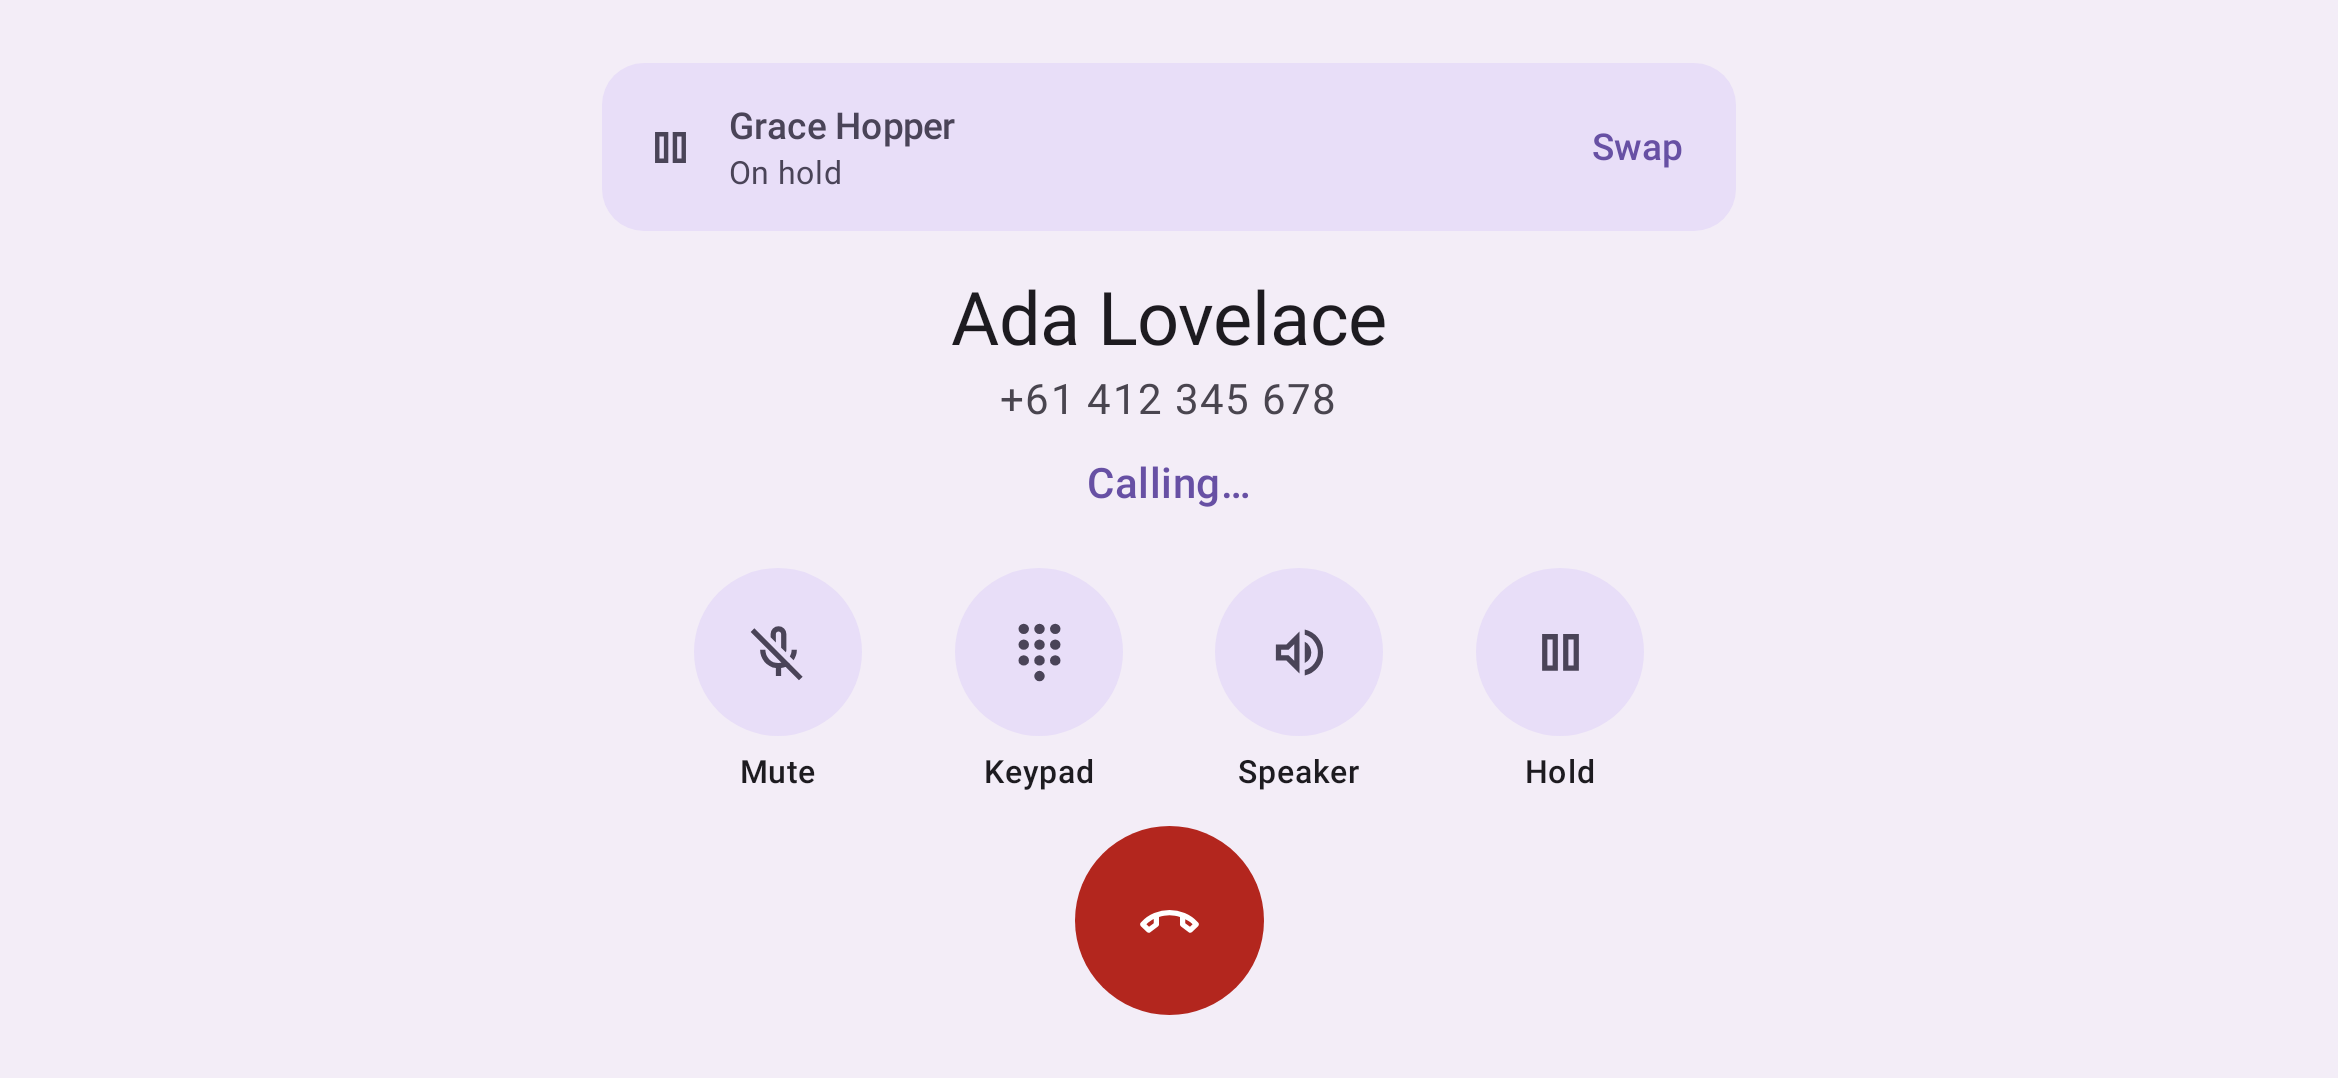 Grace Hopper
On hold
Swap
Ada Lovelace
+61 412 345 678
Calling…
Mute
Keypad
Speaker
Hold